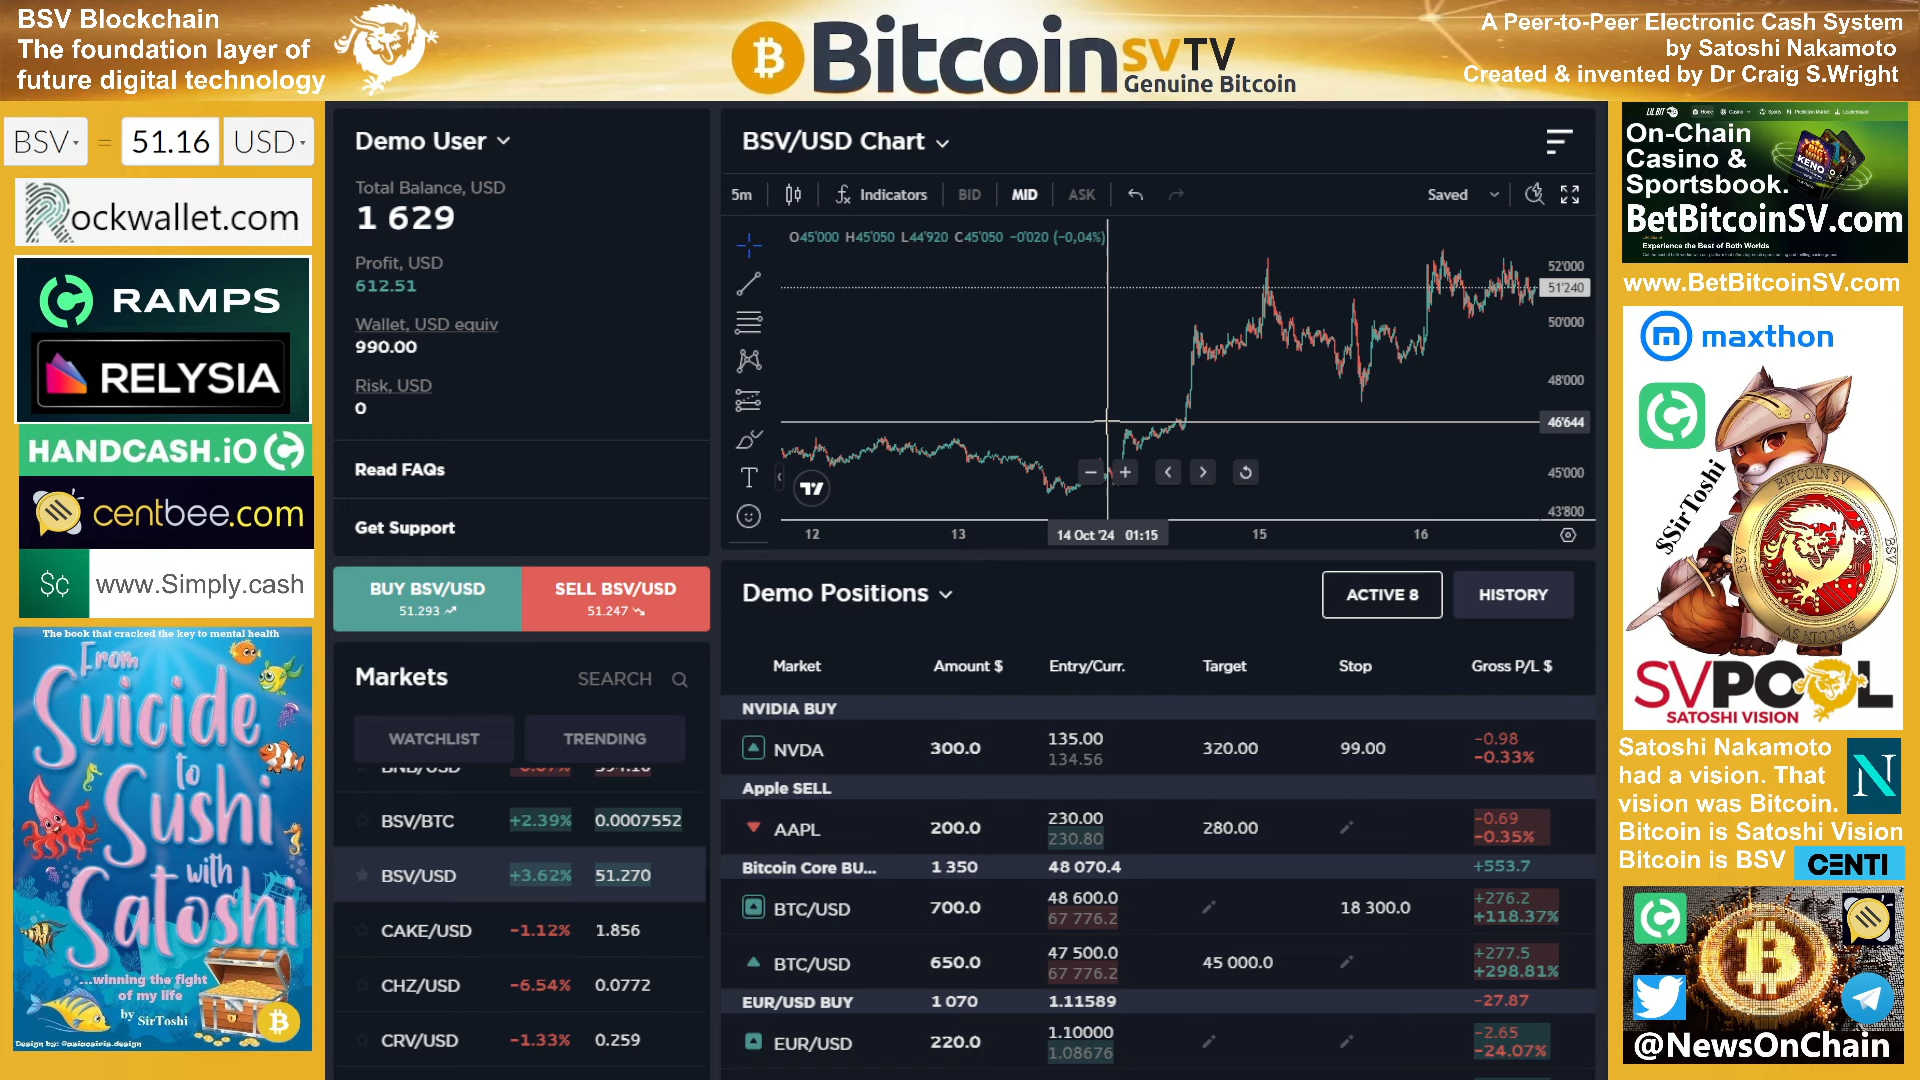 BSV Blockchain
The foundation layer of
future digital technology
BitcoinSVTV
Genuine Bitcoin
A Peer-to-Peer Electronic Cash System
by Satoshi Nakamoto
Created & invented by Dr Craig S.Wright
BSV = 51.16 USD
Rockwallet.com
RAMPS
RELYSIA
HANDCASH.iO
centbee.com
$c www.Simply.cash
The book that cracked the key to mental health
From
Suicide
to
Sushi
with
Satoshi
...winning the fight
of my life
by SirToshi
Demo User
Total Balance, USD
1 629
Profit, USD
612.51
Wallet, USD equiv
990.00
Risk, USD
0
Read FAQs
Get Support
BUY BSV/USD
51.293
SELL BSV/USD
51.247
Markets
SEARCH
WATCHLIST
TRENDING
BSV/BTC +2.39% 0.0007552
BSV/USD +3.62% 51.270
CAKE/USD −1.12% 1.856
CHZ/USD −6.54% 0.0772
CRV/USD −1.33% 0.259
BSV/USD Chart
5m Indicators BID MID ASK Saved
O45'000 H45'050 L44'920 C45'050 −0'020 (−0,04%)
52'000
51'240
50'000
48'000
46'644
45'000
43'800
12 13 14 Oct '24 01:15 15 16
Demo Positions
ACTIVE 8
HISTORY
Market Amount $ Entry/Curr. Target Stop Gross P/L $
NVIDIA BUY
NVDA 300.0 135.00 320.00 99.00 −0.98
134.56 −0.33%
Apple SELL
AAPL 200.0 230.00 280.00 −0.69
230.80 −0.35%
Bitcoin Core BU... 1 350 48 070.4 +553.7
BTC/USD 700.0 48 600.0 18 300.0 +276.2
67 776.2 +118.37%
BTC/USD 650.0 47 500.0 45 000.0 +277.5
67 776.2 +298.81%
EUR/USD BUY 1 070 1.11589 −27.87
EUR/USD 220.0 1.10000 −2.65
1.08676 −24.07%
On-Chain
Casino &
Sportsbook.
BetBitcoinSV.com
Experience the Best of Both Worlds
www.BetBitcoinSV.com
maxthon
$SirToshi
BITCOIN SV
BSV
BSV
BITCOIN SV
SVPOOL
SATOSHI VISION
Satoshi Nakamoto
had a vision. That
vision was Bitcoin.
Bitcoin is Satoshi Vision
Bitcoin is BSV
N
CENTI
@NewsOnChain